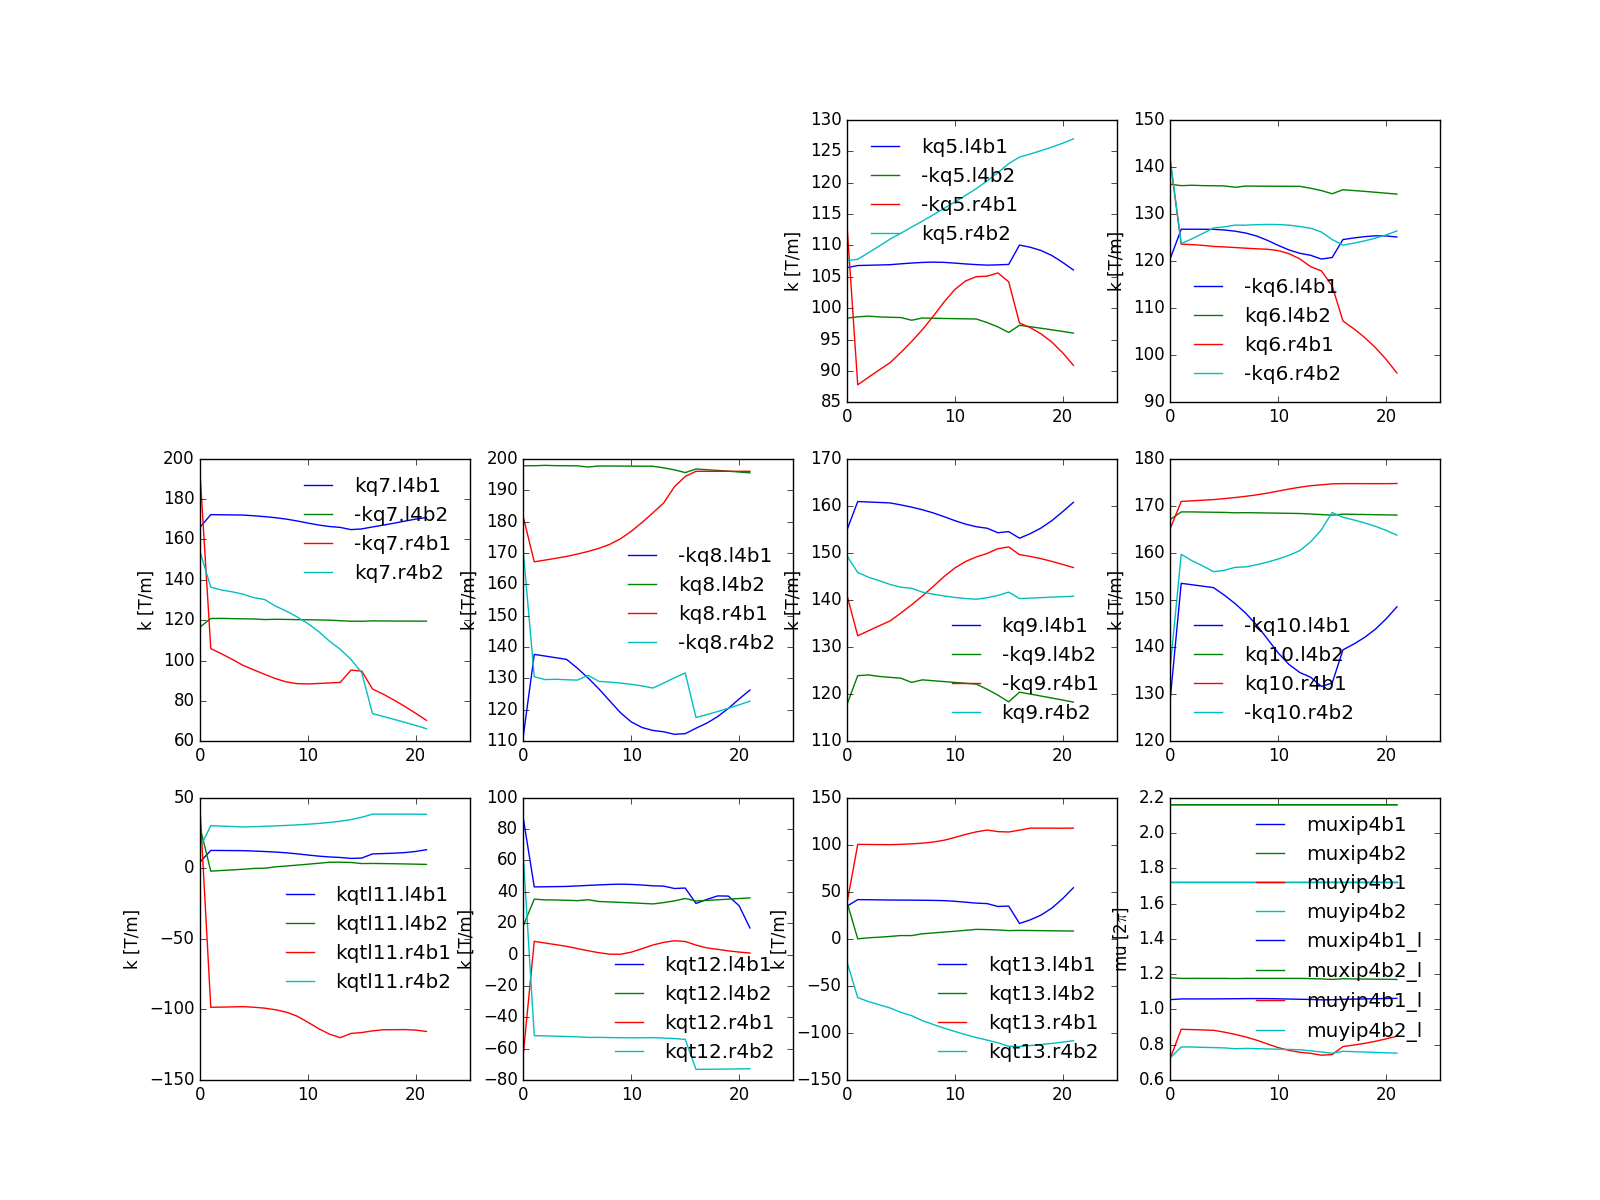 130
125
120
115
110
105
100
95
90
85
k [T/m]
kq5.l4b1
-kq5.l4b2
-kq5.r4b1
kq5.r4b2
0
10
20
150
140
130
120
110
100
90
k [T/m]
-kq6.l4b1
kq6.l4b2
kq6.r4b1
-kq6.r4b2
0
10
20
200
180
160
140
120
100
80
60
k [T/m]
kq7.l4b1
-kq7.l4b2
-kq7.r4b1
kq7.r4b2
0
10
20
200
190
180
170
160
150
140
130
120
110
k [T/m]
-kq8.l4b1
kq8.l4b2
kq8.r4b1
-kq8.r4b2
0
10
20
170
160
150
140
130
120
110
k [T/m]
kq9.l4b1
-kq9.l4b2
-kq9.r4b1
kq9.r4b2
0
10
20
180
170
160
150
140
130
120
k [T/m]
-kq10.l4b1
kq10.l4b2
kq10.r4b1
-kq10.r4b2
0
10
20
50
0
−50
−100
−150
k [T/m]
kqtl11.l4b1
kqtl11.l4b2
kqtl11.r4b1
kqtl11.r4b2
0
10
20
100
80
60
40
20
0
−20
−40
−60
−80
k [T/m]
kqt12.l4b1
kqt12.l4b2
kqt12.r4b1
kqt12.r4b2
0
10
20
150
100
50
0
−50
−100
−150
k [T/m]
kqt13.l4b1
kqt13.l4b2
kqt13.r4b1
kqt13.r4b2
0
10
20
2.2
2.0
1.8
1.6
1.4
1.2
1.0
0.8
0.6
mu [2π]
muxip4b1
muxip4b2
muyip4b1
muyip4b2
muxip4b1_l
muxip4b2_l
muyip4b1_l
muyip4b2_l
0
10
20